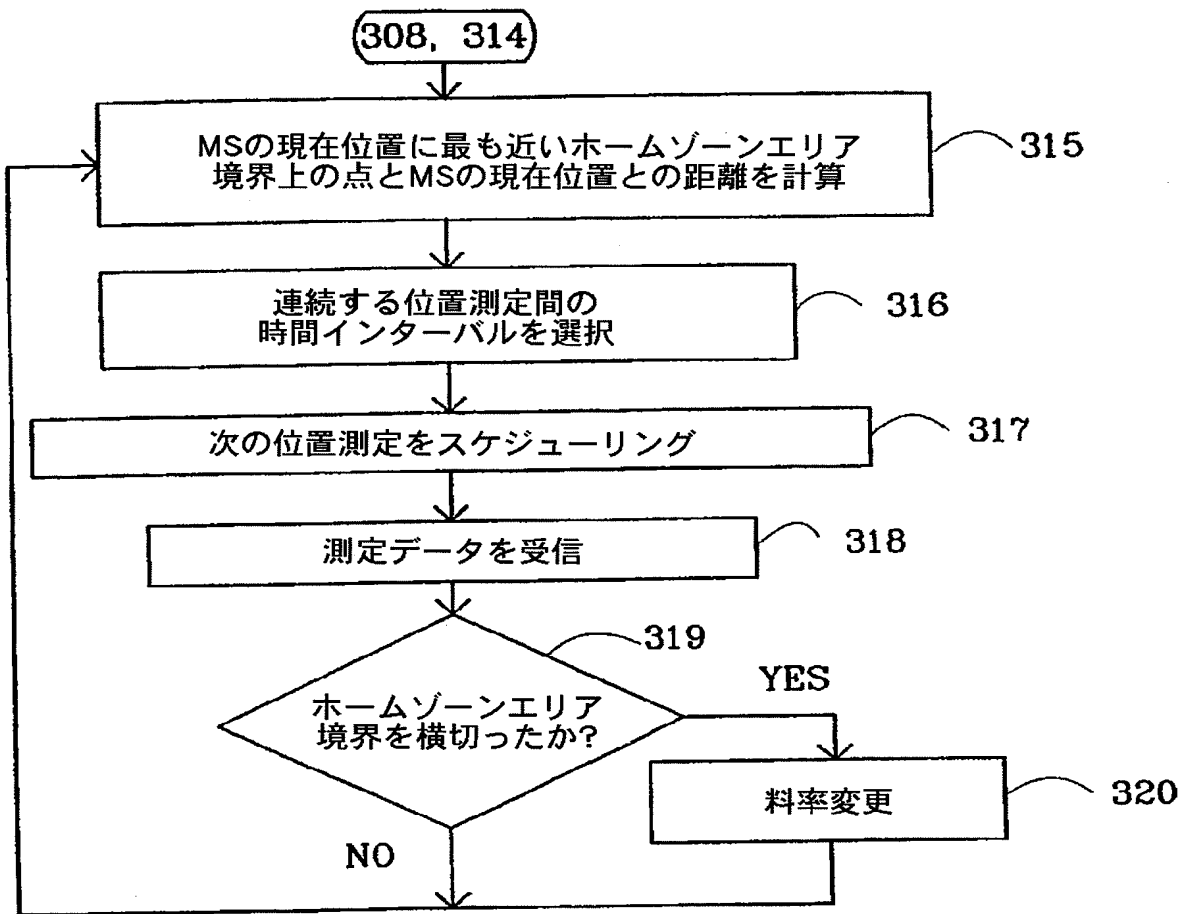 308, 314
MSの現在位置に最も近いホームゾーンエリア
境界上の点とMSの現在位置との距離を計算
315
連続する位置測定間の
時間インターバルを選択
316
次の位置測定をスケジューリング
317
測定データを受信
318
319
ホームゾーンエリア
境界を横切ったか?
YES
料率変更
320
NO